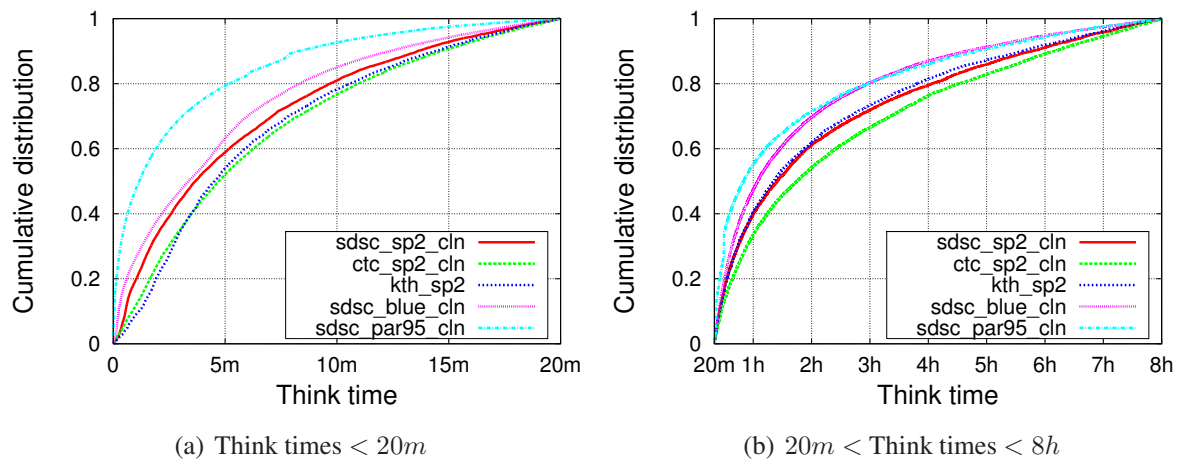 Cumulative distribution
1
0.8
0.6
0.4
0.2
0
sdsc_sp2_cln
ctc_sp2_cln
kth_sp2
sdsc_blue_cln
sdsc_par95_cln
0 5m 10m 15m 20m
Think time
(a) Think times < 20m
Cumulative distribution
1
0.8
0.6
0.4
0.2
0
sdsc_sp2_cln
ctc_sp2_cln
kth_sp2
sdsc_blue_cln
sdsc_par95_cln
20m 1h 2h 3h 4h 5h 6h 7h 8h
Think time
(b) 20m < Think times < 8h